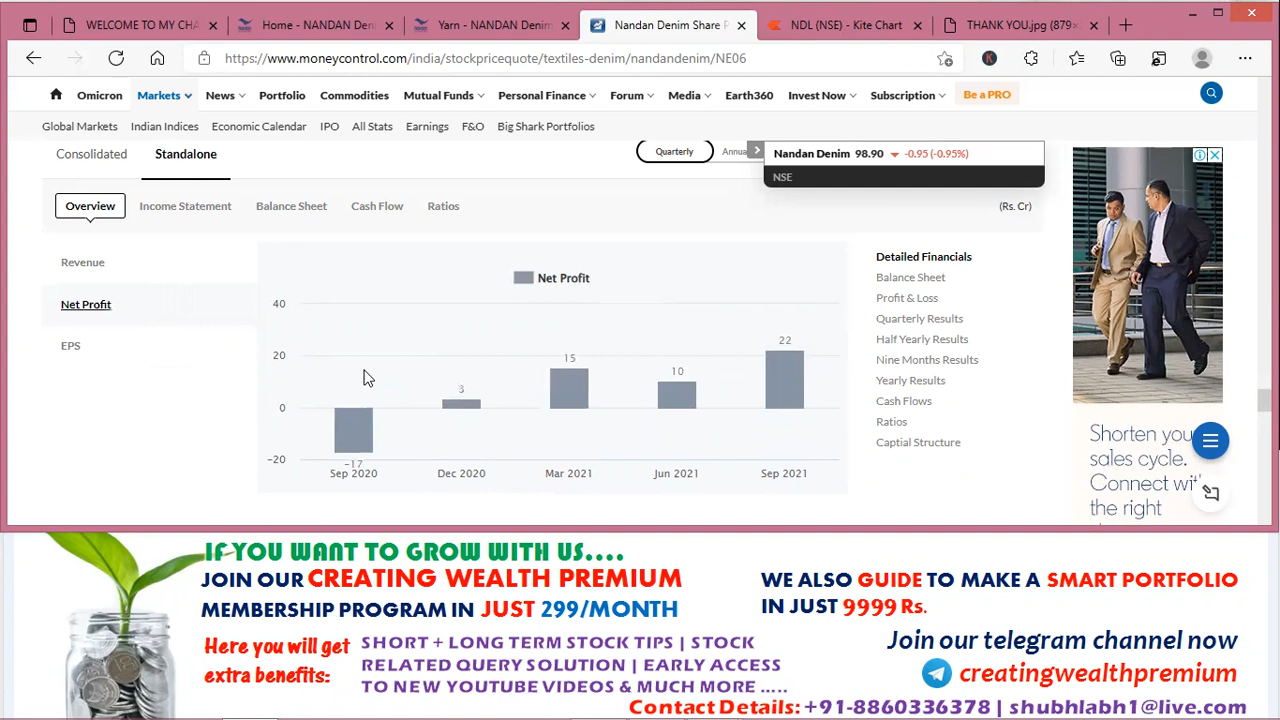 WELCOME TO MY CHA
Home - NANDAN Deni
Yarn - NANDAN Denim
Nandan Denim Share P
NDL (NSE) - Kite Chart
THANK YOU.jpg (879×
https://www.moneycontrol.com/india/stockpricequote/textiles-denim/nandandenim/NE06
Omicron Markets News Portfolio Commodities Mutual Funds Personal Finance Forum Media Earth360 Invest Now Subscription Be a PRO
Global Markets Indian Indices Economic Calendar IPO All Stats Earnings F&O Big Shark Portfolios
Consolidated Standalone
Quarterly Annua
Nandan Denim 98.90 -0.95 (-0.95%)
NSE
Overview Income Statement Balance Sheet Cash Flow Ratios
(Rs. Cr)
Revenue
Net Profit
EPS
Net Profit
40
20
0
-20
-17
3
15
10
22
Sep 2020 Dec 2020 Mar 2021 Jun 2021 Sep 2021
Detailed Financials
Balance Sheet
Profit & Loss
Quarterly Results
Half Yearly Results
Nine Months Results
Yearly Results
Cash Flows
Ratios
Captial Structure
Shorten you
sales cycle.
Connect wit
the right
IF YOU WANT TO GROW WITH US....
JOIN OUR CREATING WEALTH PREMIUM
MEMBERSHIP PROGRAM IN JUST 299/MONTH
Here you will get
extra benefits:
SHORT + LONG TERM STOCK TIPS | STOCK
RELATED QUERY SOLUTION | EARLY ACCESS
TO NEW YOUTUBE VIDEOS & MUCH MORE .....
WE ALSO GUIDE TO MAKE A SMART PORTFOLIO
IN JUST 9999 Rs.
Join our telegram channel now
creatingwealthpremium
Contact Details: +91-8860336378 | shubhlabh1@live.com